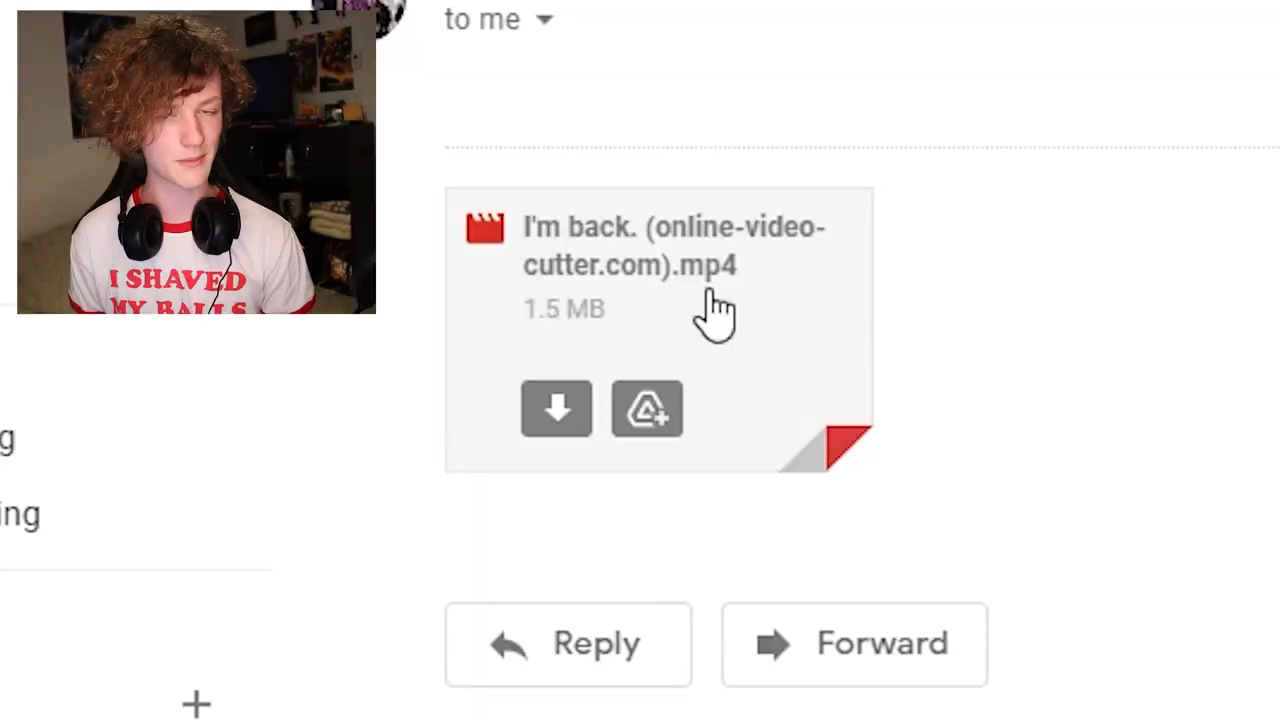 to me
I SHAVED
MY BALLS
I'm back. (online-video-
cutter.com).mp4
1.5 MB
g
ing
Reply
Forward